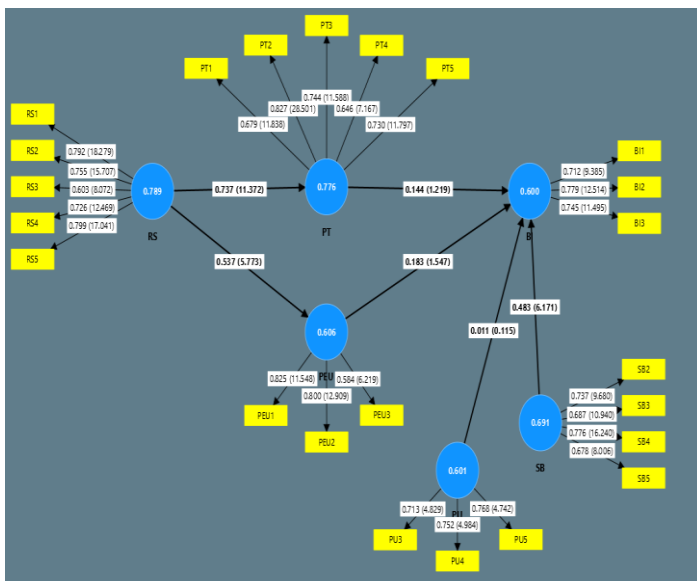 PT3
PT2
PT4
PT1
PT5
0.744 (11.588)
0.827 (28.501)
0.646 (7.167)
0.679 (11.838)
0.730 (11.797)
RS1
RS2
RS3
RS4
RS5
0.792 (18.279)
0.755 (15.707)
0.603 (8.072)
0.726 (12.469)
0.799 (17.041)
0.789
RS
0.737 (11.372)
0.776
PT
0.144 (1.219)
0.600
BI
0.712 (9.385)
0.779 (12.514)
0.745 (11.495)
BI1
BI2
BI3
0.537 (5.773)
0.183 (1.547)
0.483 (6.171)
0.011 (0.115)
0.606
PEU
0.825 (11.548)
0.584 (6.219)
0.800 (12.909)
PEU1
PEU2
PEU3
0.691
SB
0.737 (9.680)
0.687 (10.940)
0.776 (16.240)
0.678 (8.006)
SB2
SB3
SB4
SB5
0.601
PU
0.713 (4.829)
0.768 (4.742)
0.752 (4.984)
PU3
PU4
PU5